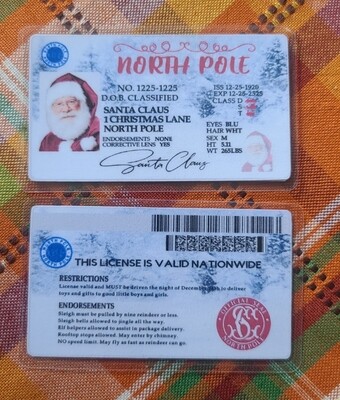 NORTH POLE
NO. 1225-1225
D.O.B. CLASSIFIED
ISS 12-25-1920
EXP 12-26-2325
CLASS D
SANTA CLAUS
1 CHRISTMAS LANE
NORTH POLE
ENDORSEMENTS NONE
CORRECTIVE LENS YES
EYES BLU
HAIR WHT
SEX M
HT 5.11
WT 265LBS
Santa Claus
THIS LICENSE IS VALID NATIONWIDE
RESTRICTIONS
License valid and MUST be driven the night of December to deliver
toys and gifts to good little boys and girls.
ENDORSEMENTS
Sleigh must be pulled by nine reindeer or less.
Sleigh bells allowed to jingle all the way.
Elf helpers allowed to assist in package delivery.
Rooftop stops allowed. May enter by chimney.
NO speed limit. May fly as fast as reindeer can go.
OFFICIAL
NORTH POLE